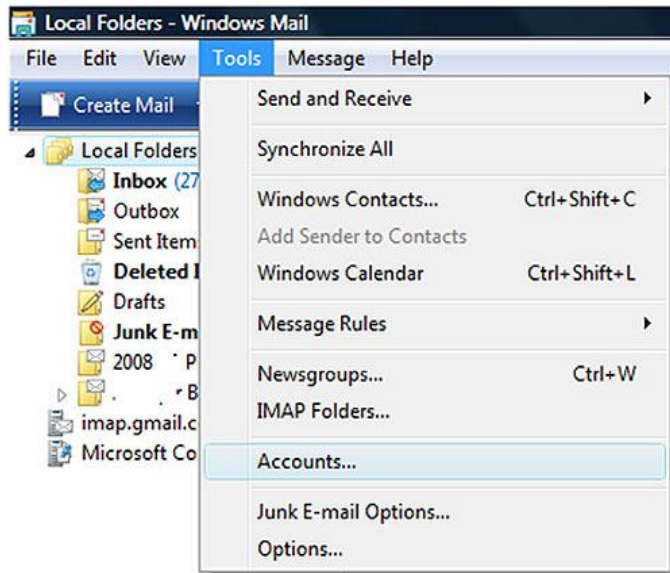 Local Folders - Windows Mail
File Edit View Tools Message Help
Create Mail
Send and Receive
Local Folders
Synchronize All
Inbox (27
Windows Contacts... Ctrl+Shift+C
Outbox
Add Sender to Contacts
Sent Item
Windows Calendar Ctrl+Shift+L
Deleted I
Drafts
Message Rules
Junk E-m
2008 P
Newsgroups... Ctrl+W
B
IMAP Folders...
imap.gmail.c
Microsoft Co
Accounts...
Junk E-mail Options...
Options...